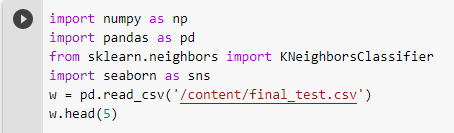 import numpy as np
import pandas as pd
from sklearn.neighbors import KNeighborsClassifier
import seaborn as sns
w = pd.read_csv('/content/final_test.csv')
w.head(5)